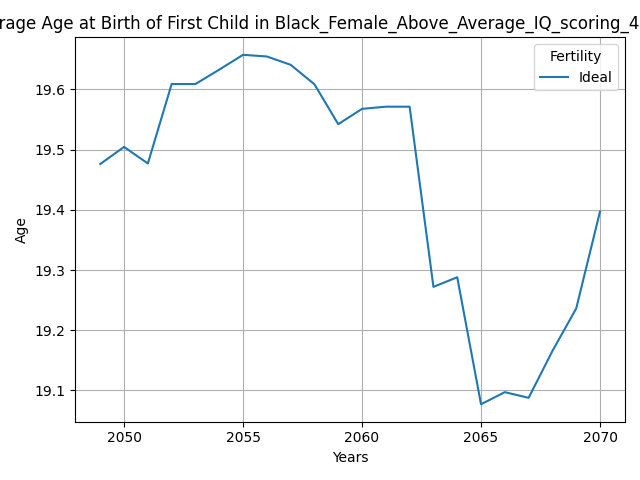 rage Age at Birth of First Child in Black_Female_Above_Average_IQ_scoring_4
Fertility
Ideal
19.6
19.5
19.4
19.3
19.2
19.1
Age
2050 2055 2060 2065 2070
Years